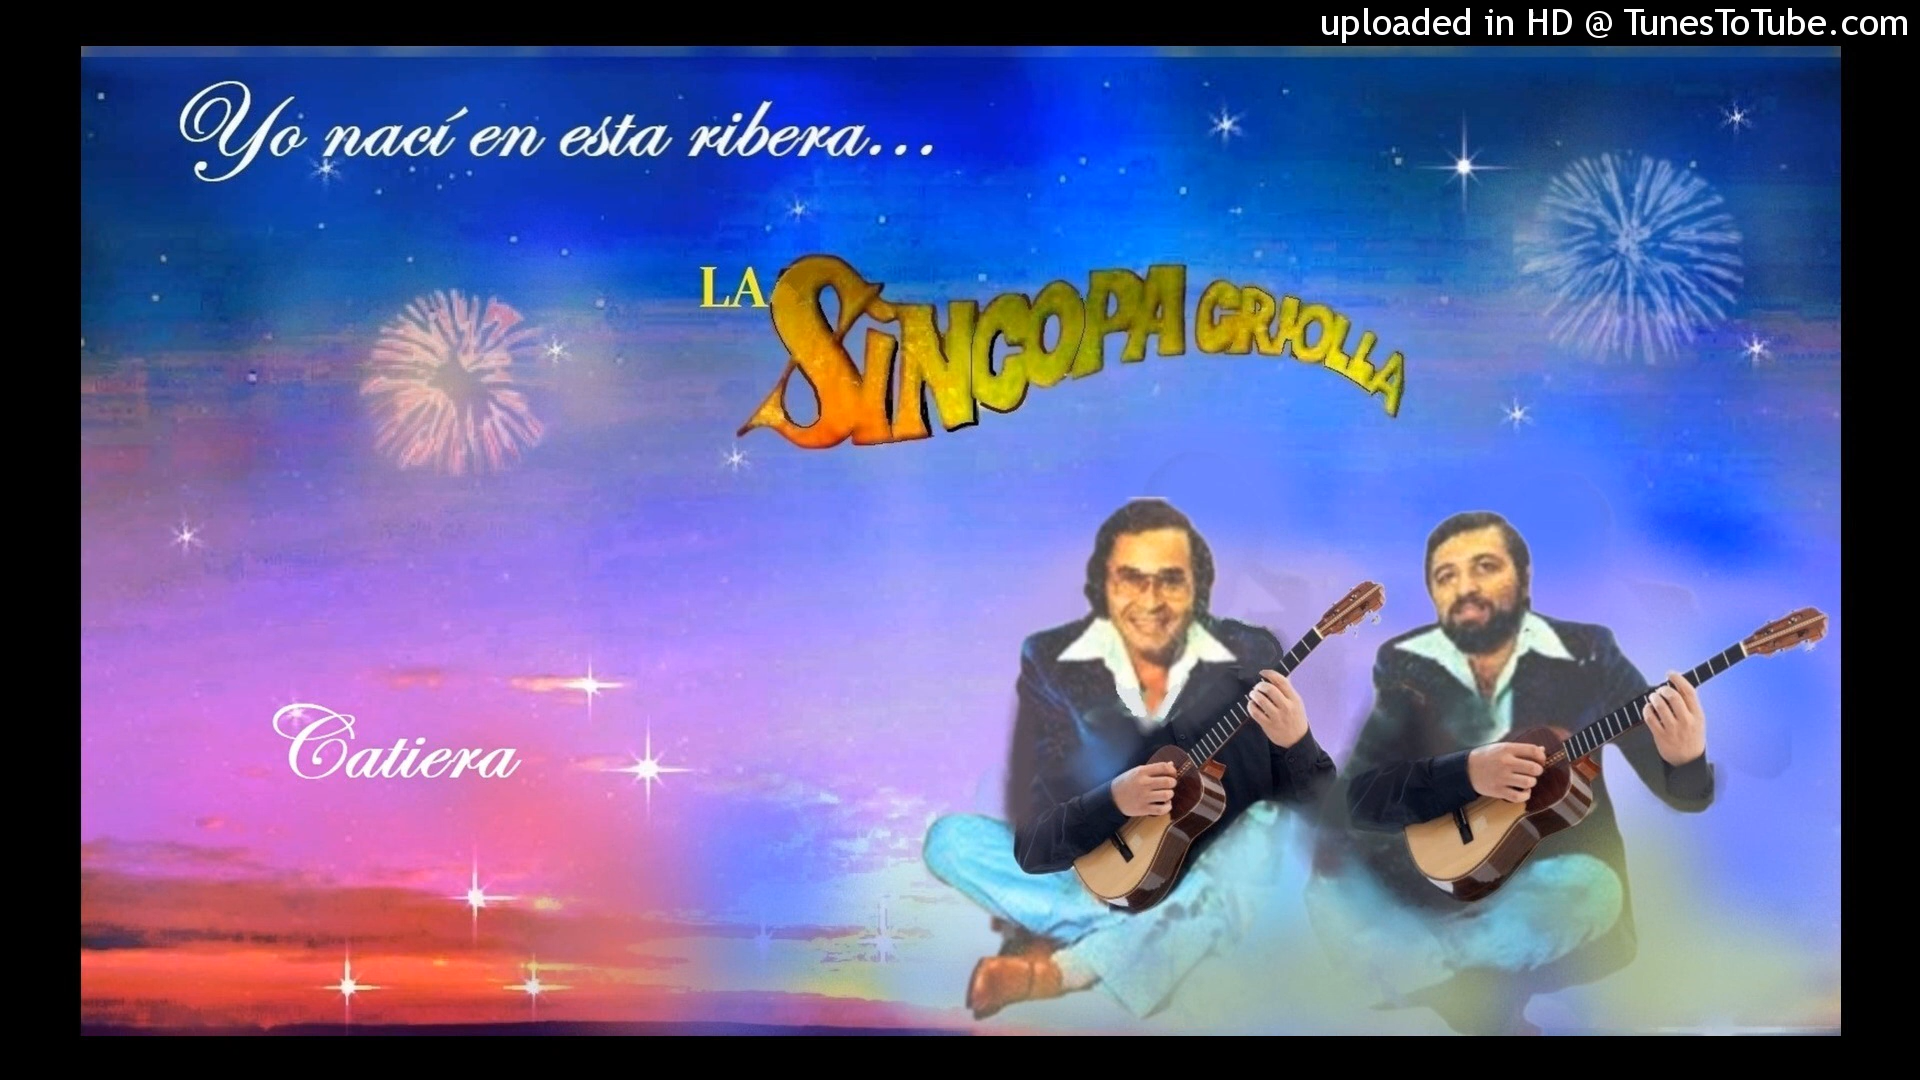 uploaded in HD @ TunesToTube.com
Yo nací en esta ribera...
LA SINCOPA CRIOLLA
Catiera